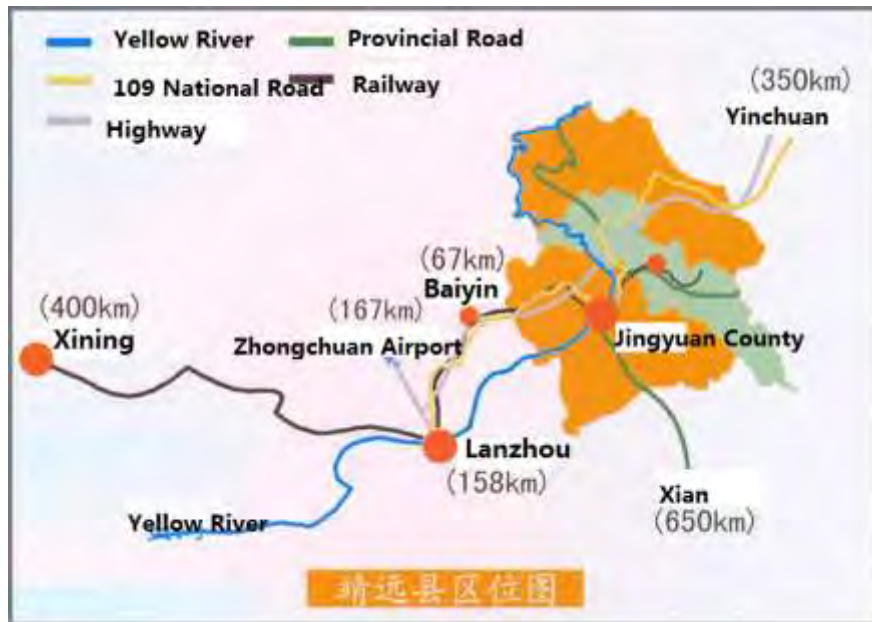 Yellow River
Provincial Road
109 National Road
Railway
Highway
(350km)
Yinchuan
(67km)
Baiyin
(400km)
Xining
(167km)
Zhongchuan Airport
Jingyuan County
Lanzhou
(158km)
Xian
(650km)
Yellow River
靖远县区位图